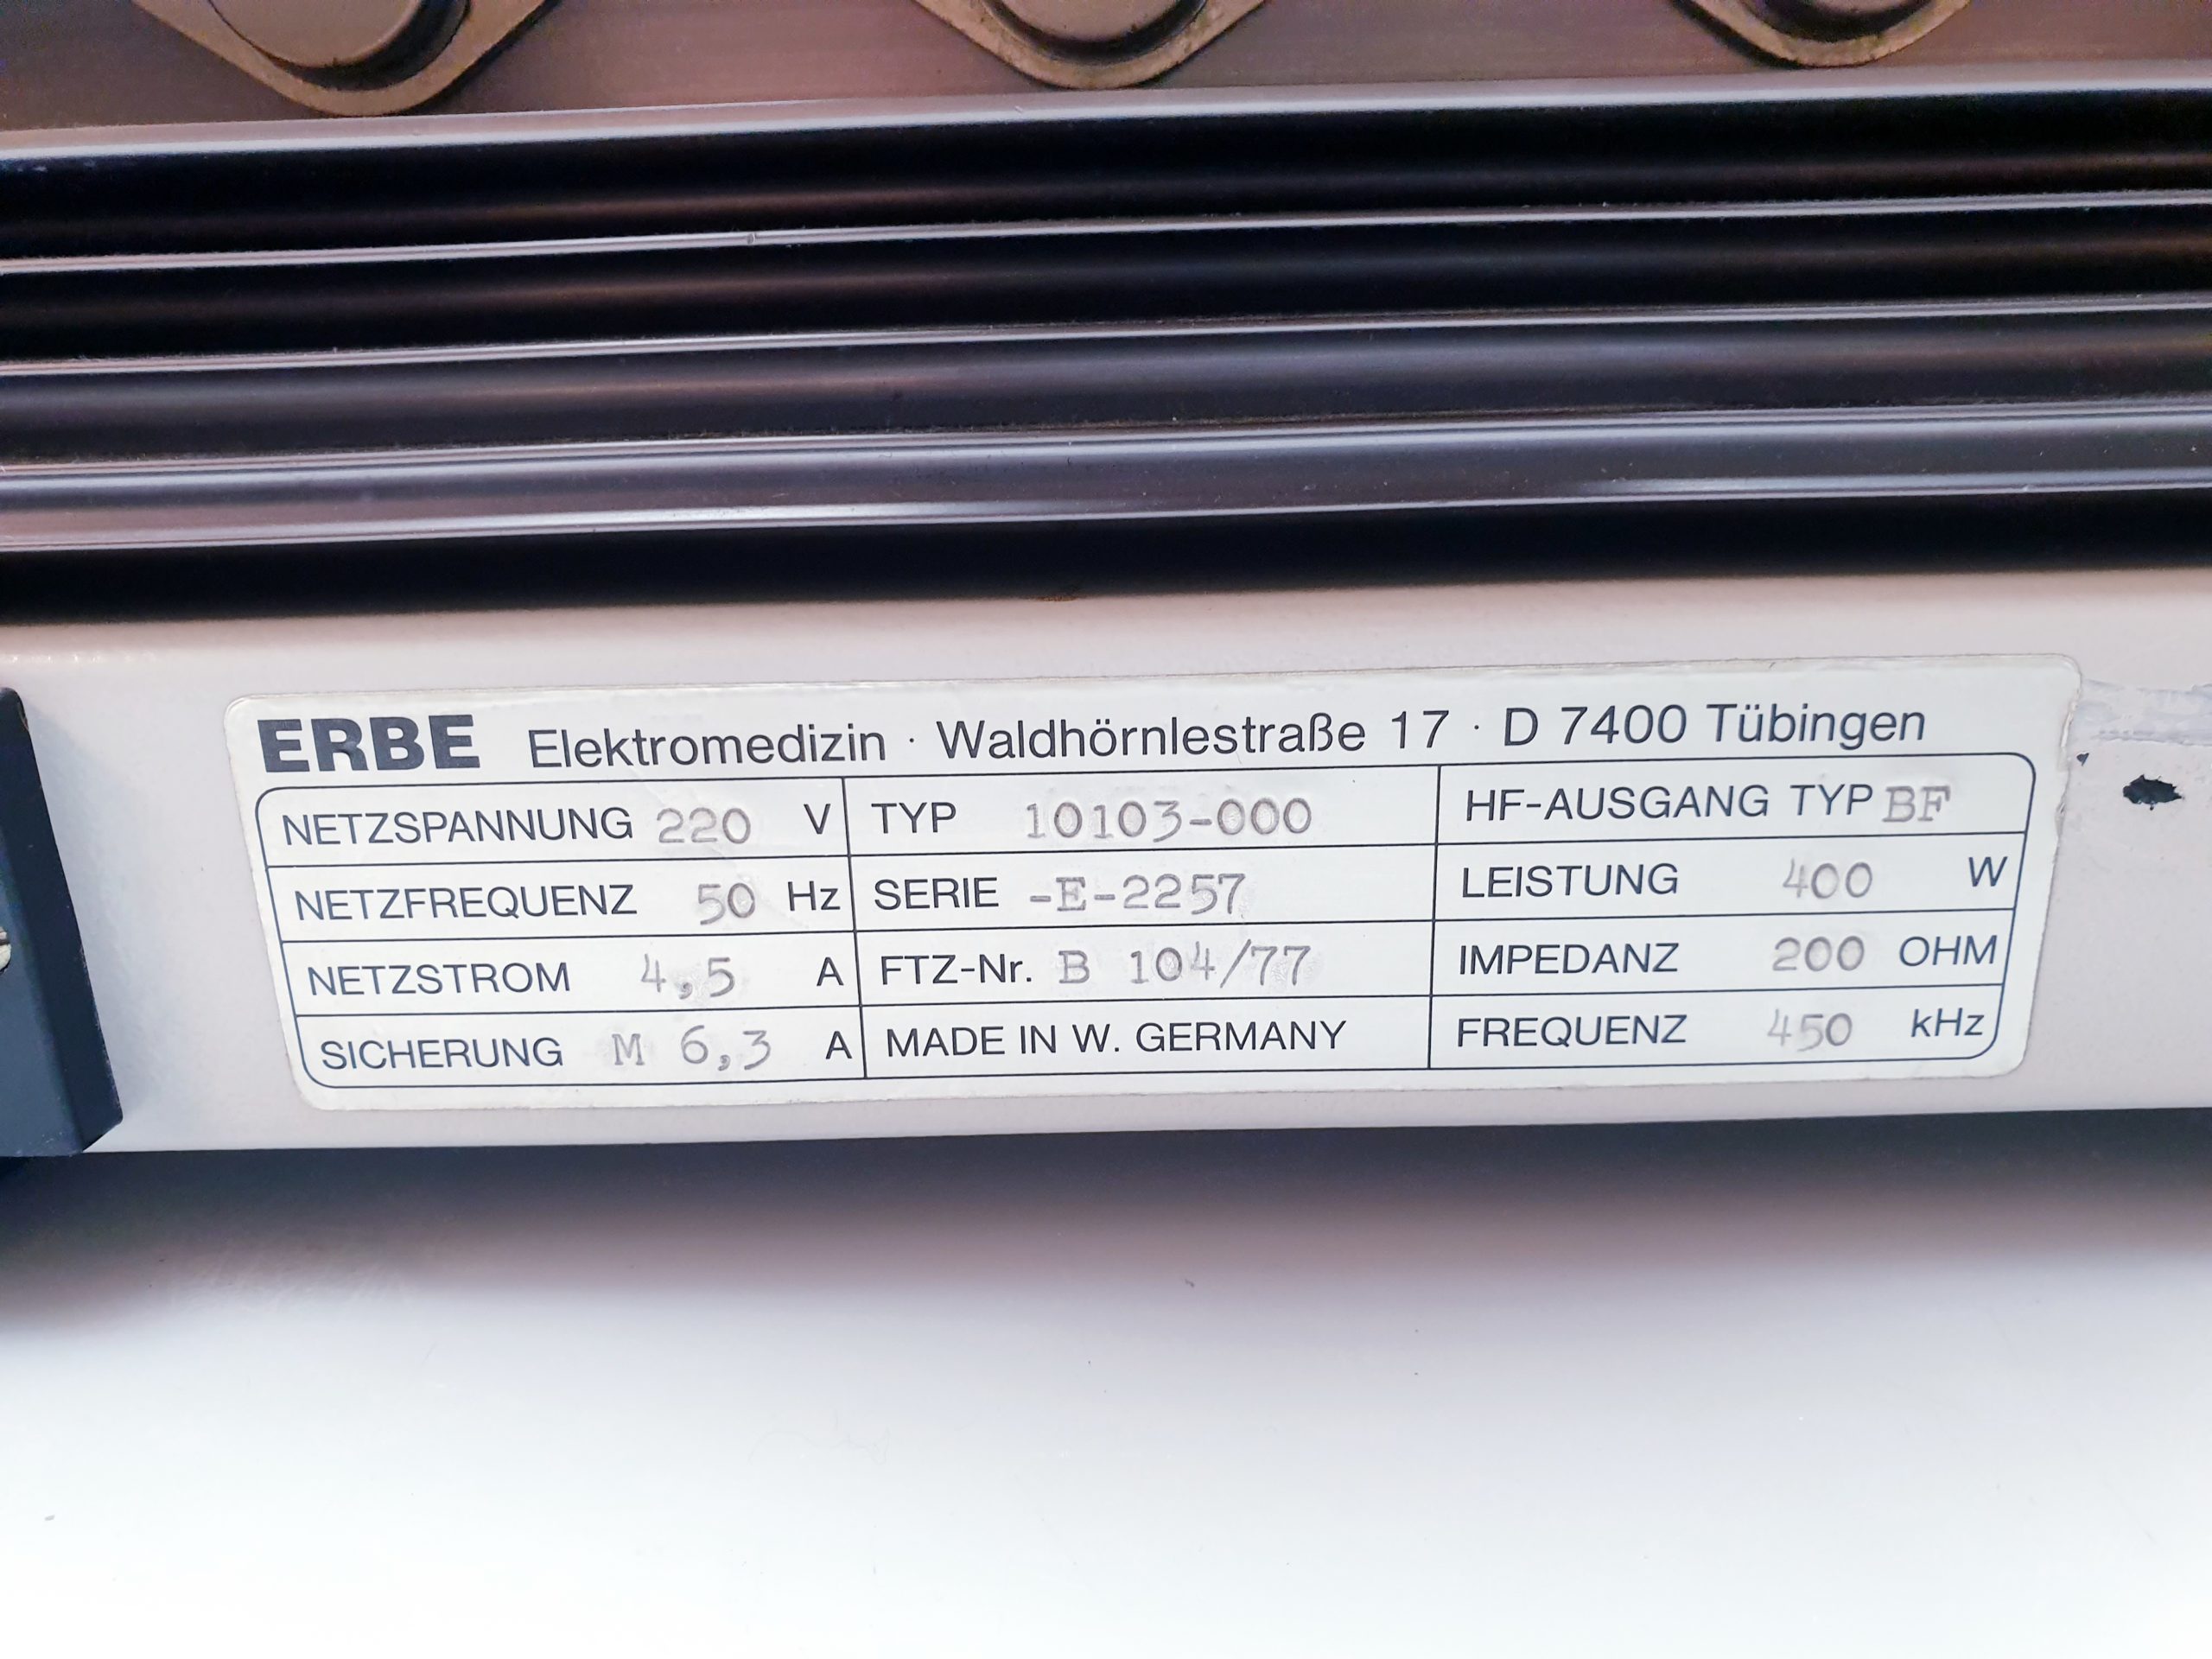 ERBE Elektromedizin · Waldhörnlestraße 17 · D 7400 Tübingen
NETZSPANNUNG 220 V TYP 10103-000 HF-AUSGANG TYP BF
NETZFREQUENZ 50 Hz SERIE -E-2257 LEISTUNG 400 W
NETZSTROM 4,5 A FTZ-Nr. B 104/77 IMPEDANZ 200 OHM
SICHERUNG M 6,3 A MADE IN W. GERMANY FREQUENZ 450 kHz